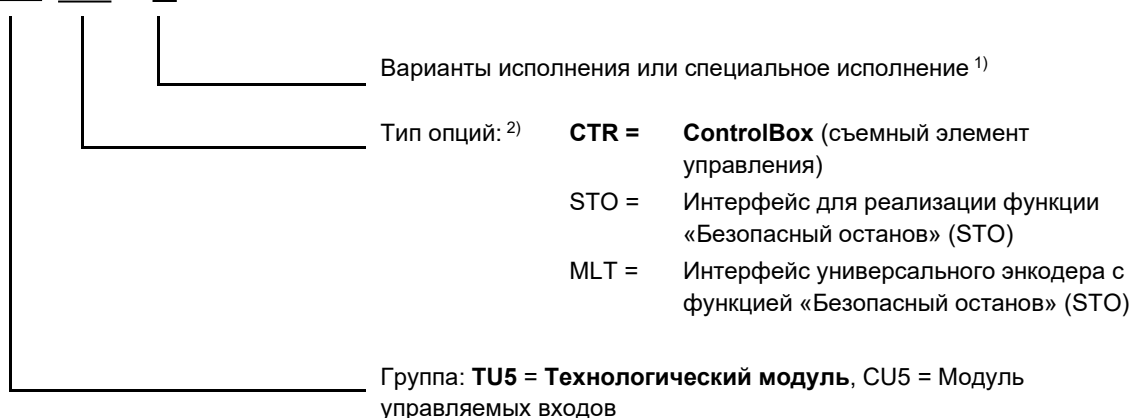 Варианты исполнения или специальное исполнение 1)
Тип опций: 2) CTR = ControlBox (съемный элемент
управления)
STO = Интерфейс для реализации функции
«Безопасный останов» (STO)
MLT = Интерфейс универсального энкодера с
функцией «Безопасный останов» (STO)
Группа: TU5 = Технологический модуль, CU5 = Модуль
управляемых входов